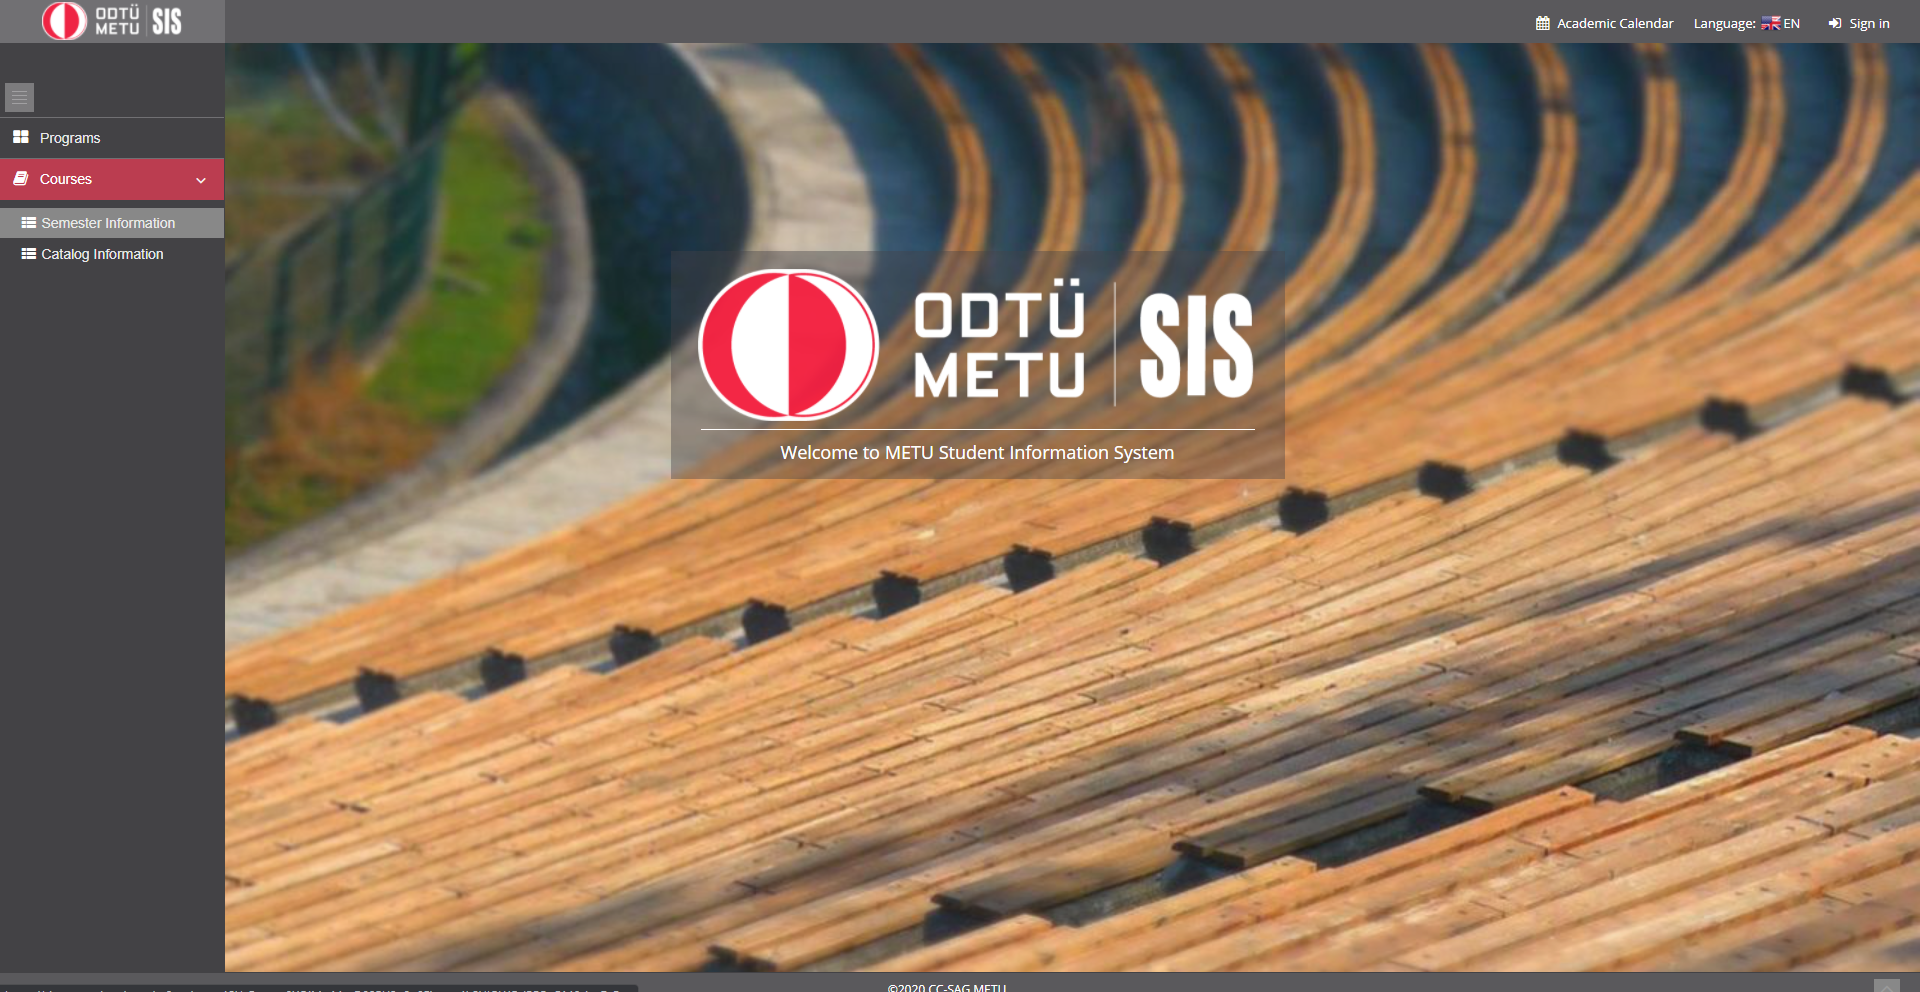 ODTÜ
METU
SIS
Academic Calendar
Language: EN
Sign in
Programs
Courses
Semester Information
Catalog Information
ODTÜ
METU
SIS
Welcome to METU Student Information System
©2020 CC-SAG METU